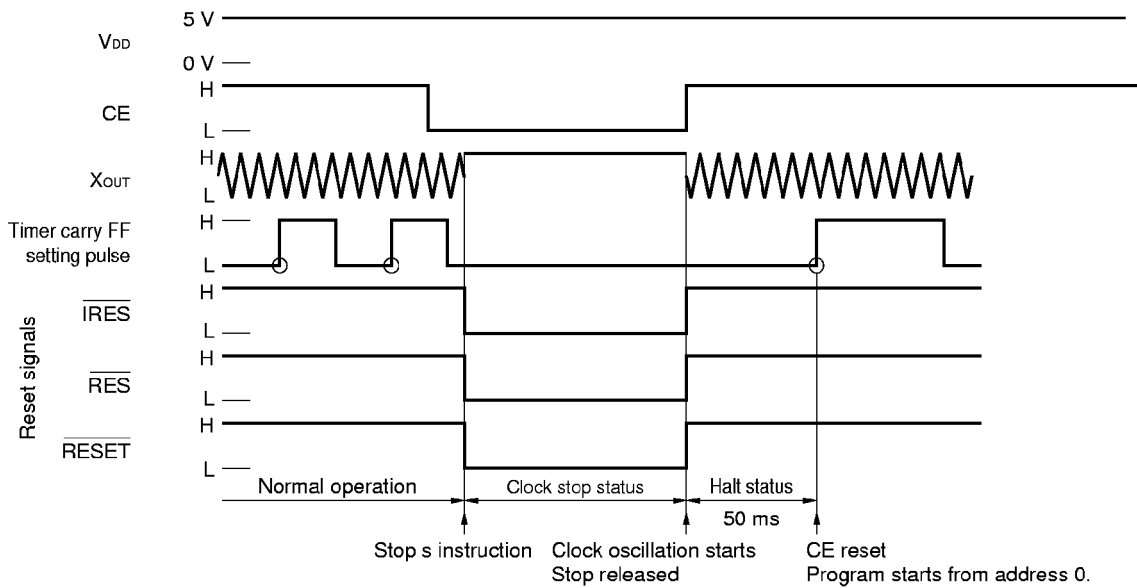 5 V
VDD
0 V
H
CE
L
H
XOUT
L
H
Timer carry FF
setting pulse
L
Reset signals
H
IRES
L
H
RES
L
H
RESET
L
Normal operation
Clock stop status
Halt status
50 ms
Stop s instruction
Clock oscillation starts
Stop released
CE reset
Program starts from address 0.